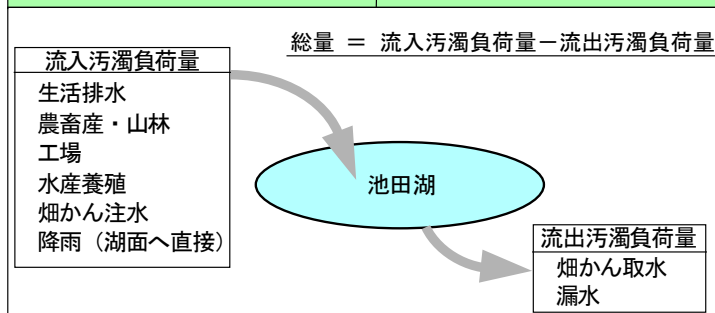 総量 = 流入汚濁負荷量－流出汚濁負荷量
流入汚濁負荷量
生活排水
農畜産・山林
工場
水産養殖
畑かん注水
降雨（湖面へ直接）
池田湖
流出汚濁負荷量
畑かん取水
漏水